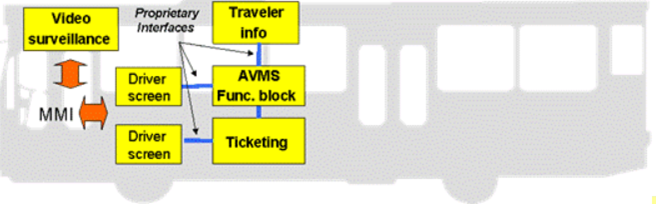 Video
surveillance
Proprietary
Interfaces
Traveler
info
Driver
screen
AVMS
Func. block
MMI
Driver
screen
Ticketing